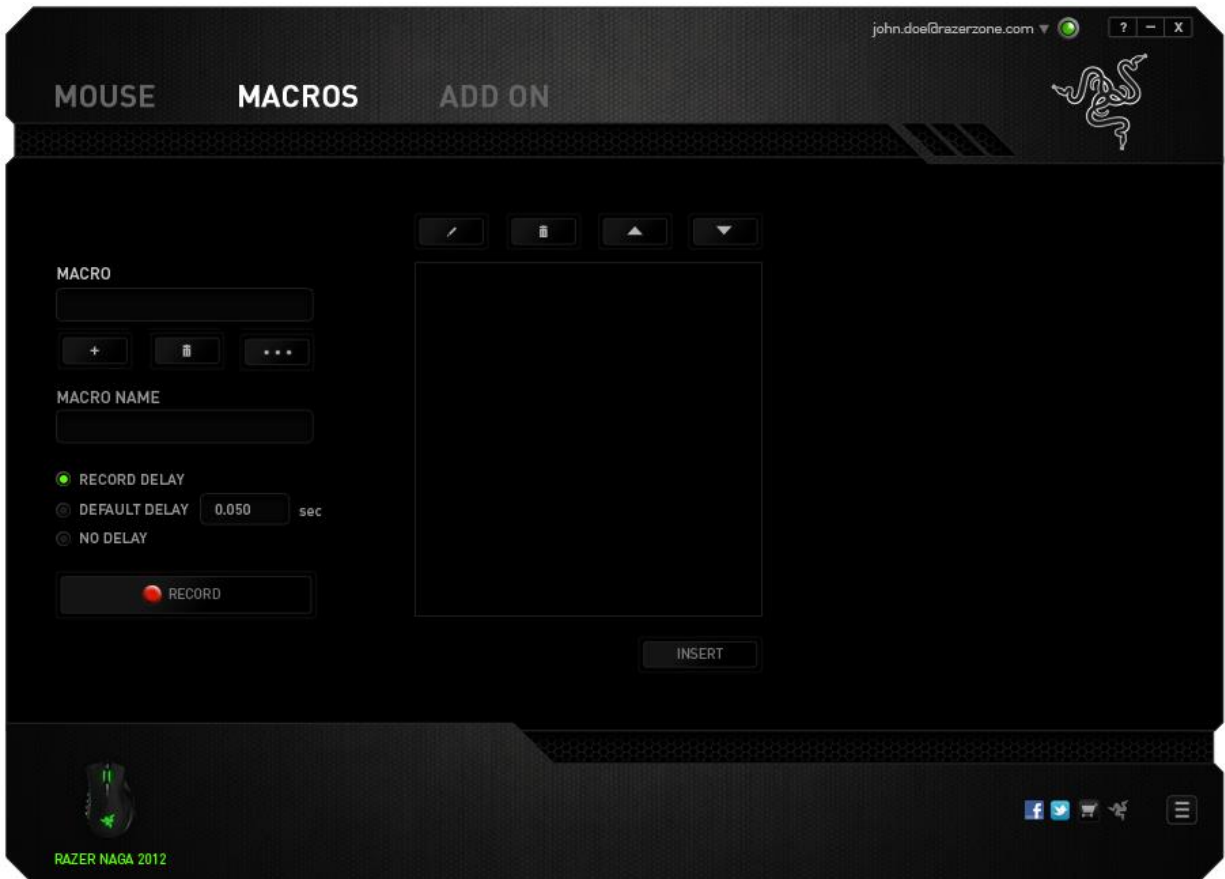 john.doe@razerzone.com
? – X
MOUSE MACROS ADD ON
MACRO
+
MACRO NAME
RECORD DELAY
DEFAULT DELAY 0.050 sec
NO DELAY
RECORD
INSERT
RAZER NAGA 2012